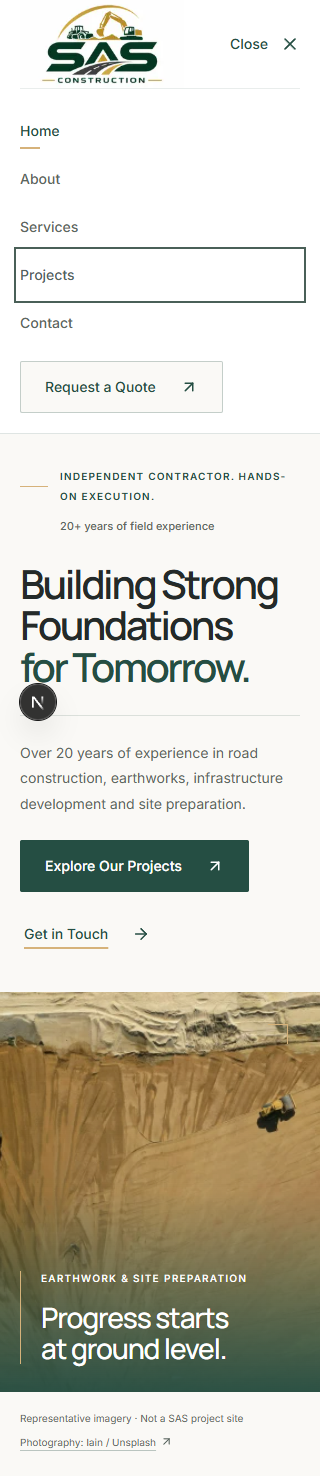 SAS
CONSTRUCTION
Close
Home
About
Services
Projects
Contact
Request a Quote
INDEPENDENT CONTRACTOR. HANDS-
ON EXECUTION.
20+ years of field experience
Building Strong
Foundations
for Tomorrow.
N
Over 20 years of experience in road
construction, earthworks, infrastructure
development and site preparation.
Explore Our Projects
Get in Touch
EARTHWORK & SITE PREPARATION
Progress starts
at ground level.
Representative imagery · Not a SAS project site
Photography: Iain / Unsplash